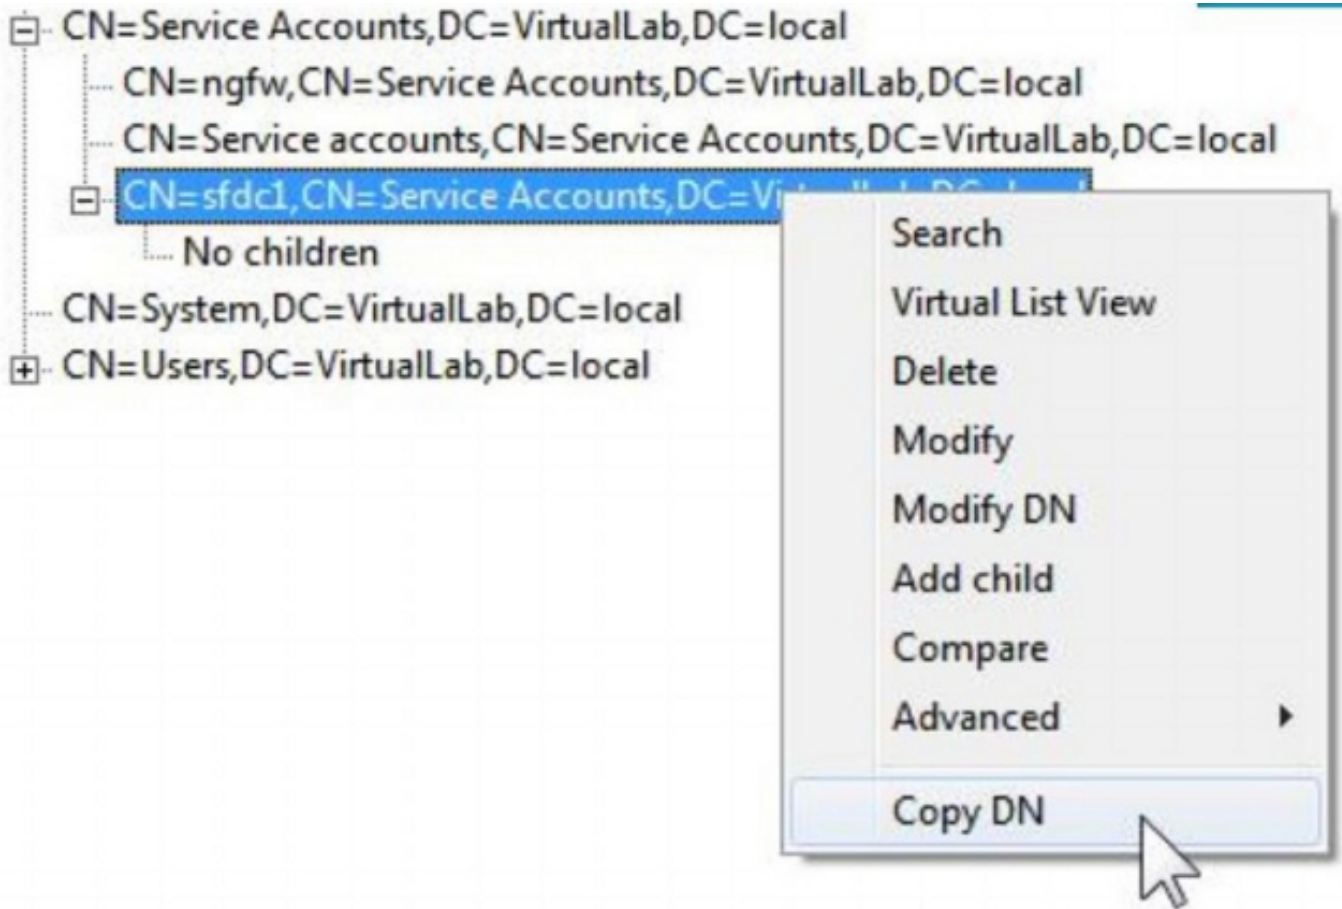 CN=Service Accounts,DC=VirtualLab,DC=local
CN=ngfw,CN=Service Accounts,DC=VirtualLab,DC=local
CN=Service accounts,CN=Service Accounts,DC=VirtualLab,DC=local
CN=sfdc1,CN=Service Accounts,DC=
No children
CN=System,DC=VirtualLab,DC=local
CN=Users,DC=VirtualLab,DC=local
Search
Virtual List View
Delete
Modify
Modify DN
Add child
Compare
Advanced
Copy DN